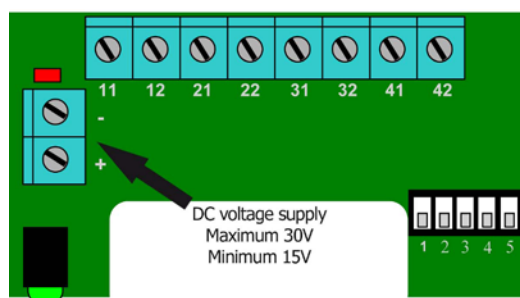 11 12 21 22 31 32 41 42
-
+
DC voltage supply
Maximum 30V
Minimum 15V
1 2 3 4 5